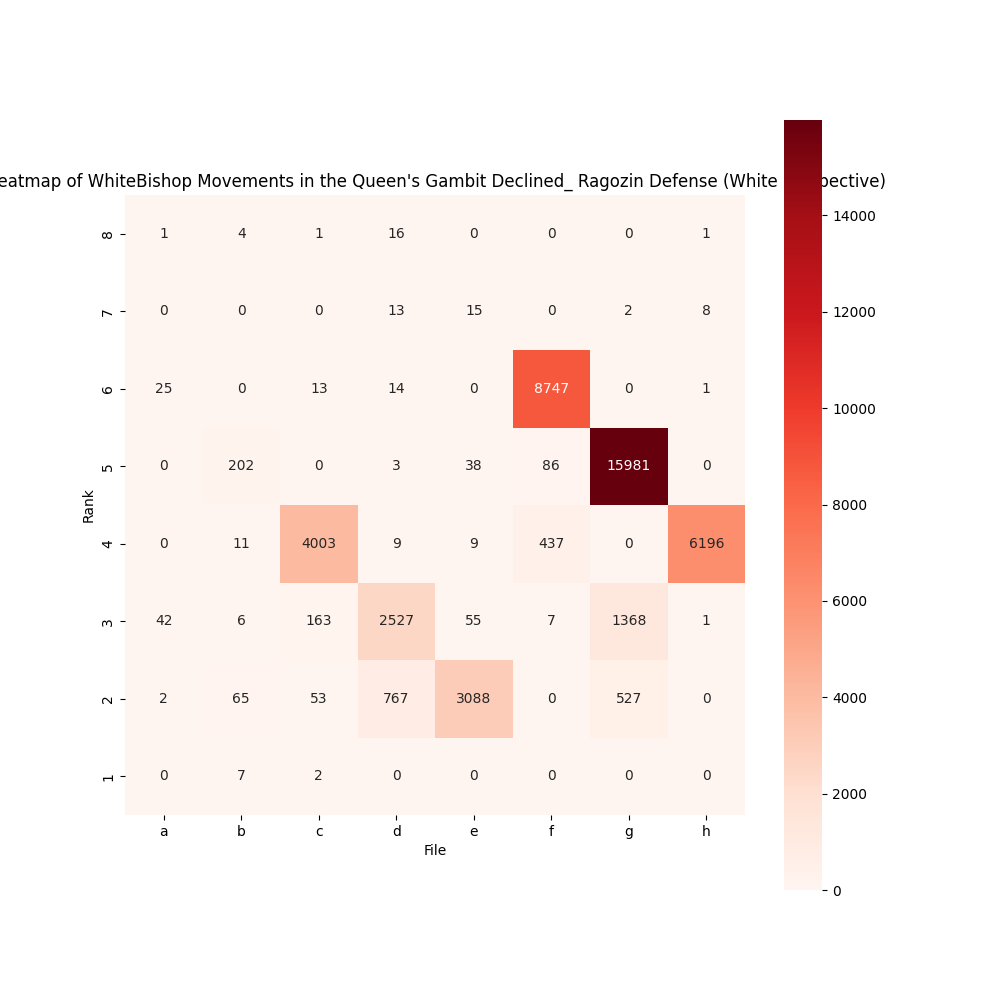 eatmap of WhiteBishop Movements in the Queen's Gambit Declined_ Ragozin Defense (White pective)
8 1 4 1 16 0 0 0 1
7 0 0 0 13 15 0 2 8
6 25 0 13 14 0 8747 0 1
5 0 202 0 3 38 86 15981 0
4 0 11 4003 9 9 437 0 6196
3 42 6 163 2527 55 7 1368 1
2 2 65 53 767 3088 0 527 0
1 0 7 2 0 0 0 0 0
a b c d e f g h
File
Rank
14000
12000
10000
8000
6000
4000
2000
0